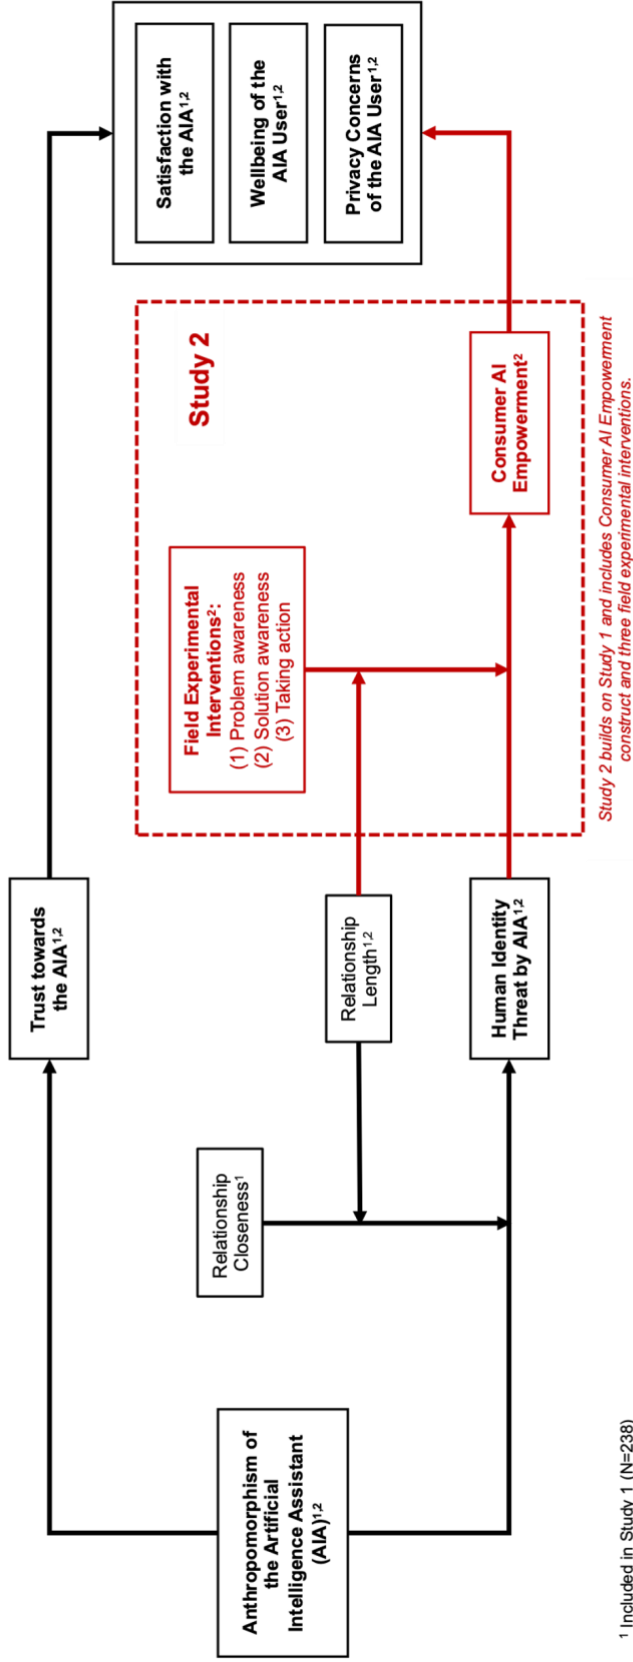 Anthropomorphism of
the Artificial
Intelligence Assistant
(AIA)¹,²
Relationship
Closeness¹
Trust towards
the AIA¹,²
Relationship
Length¹,²
Human Identity
Threat by AIA¹,²
Study 2
Field Experimental
Interventions²:
(1) Problem awareness
(2) Solution awareness
(3) Taking action
Consumer AI
Empowerment²
Satisfaction with
the AIA¹,²
Wellbeing of the
AIA User¹,²
Privacy Concerns
of the AIA User¹,²
Study 2 builds on Study 1 and includes Consumer AI Empowerment
construct and three field experimental interventions.
¹ Included in Study 1 (N=238)